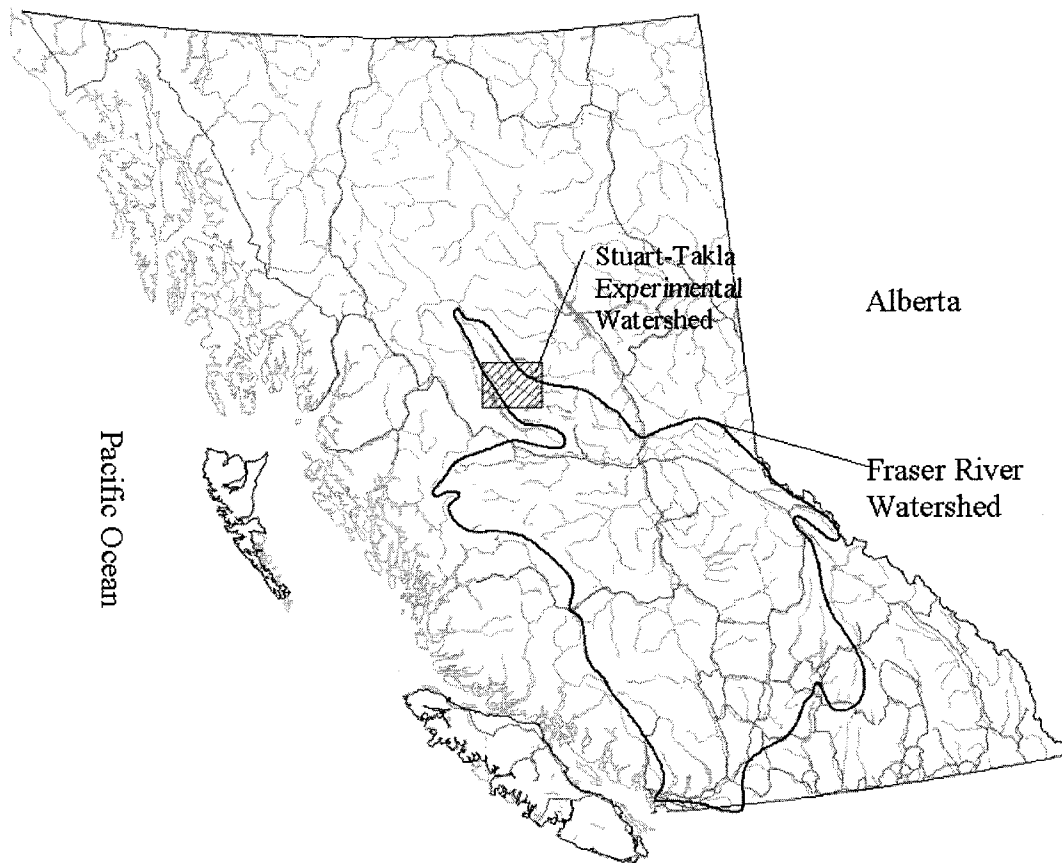 Stuart-Takla
Experimental
Watershed
Alberta
Fraser River
Watershed
Pacific Ocean